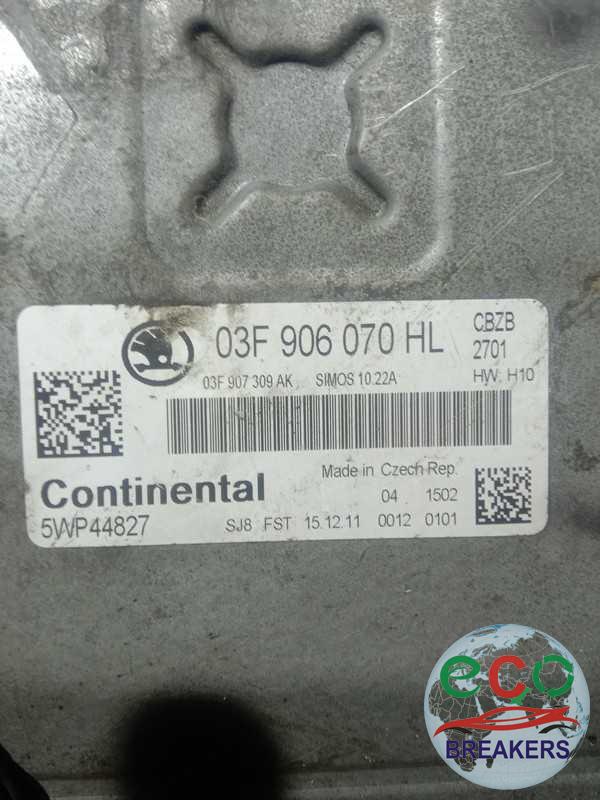 03F 906 070 HL
CBZB
2701
03F 907 309 AK SIMOS 10.22A
HW: H10
Made in Czech Rep.
Continental
04 1502
5WP44827
SJ8 FST 15.12.11 0012 0101
eco
BREAKERS